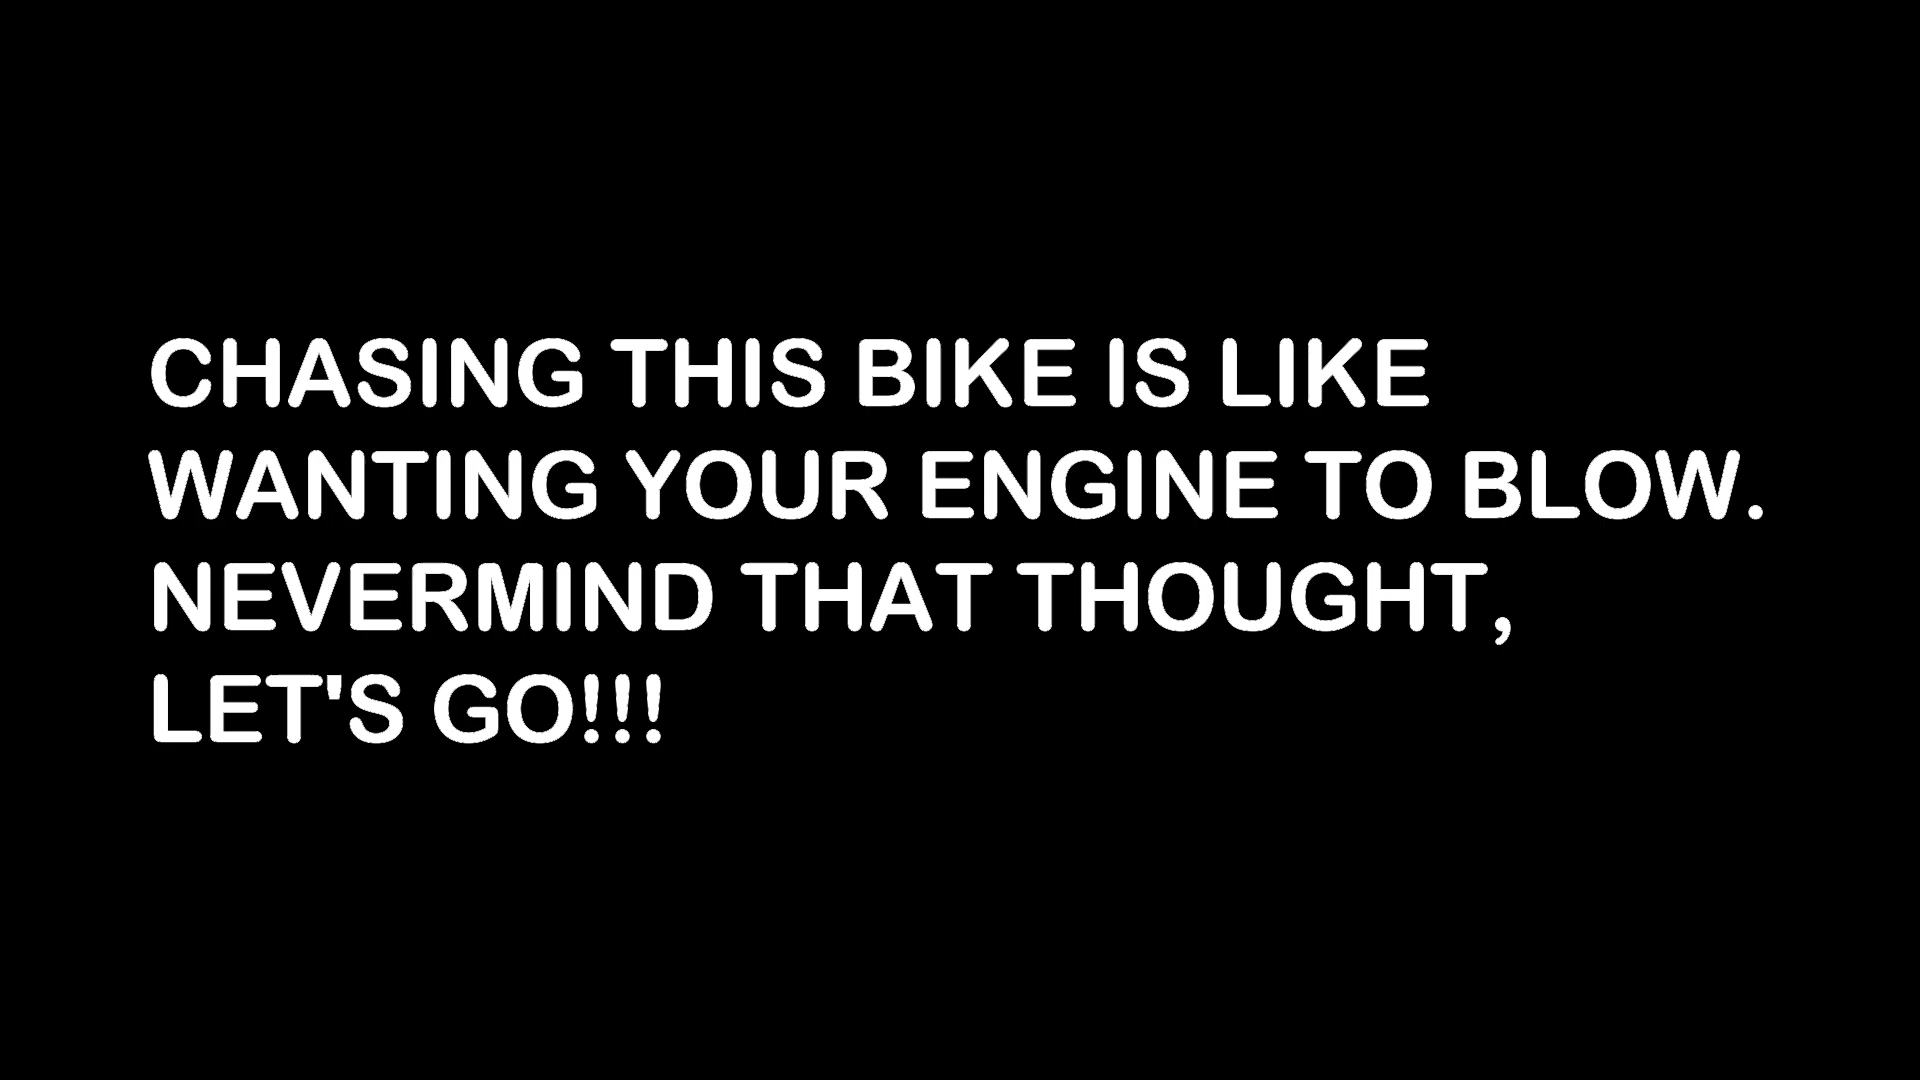 CHASING THIS BIKE IS LIKE
WANTING YOUR ENGINE TO BLOW.
NEVERMIND THAT THOUGHT,
LET'S GO!!!